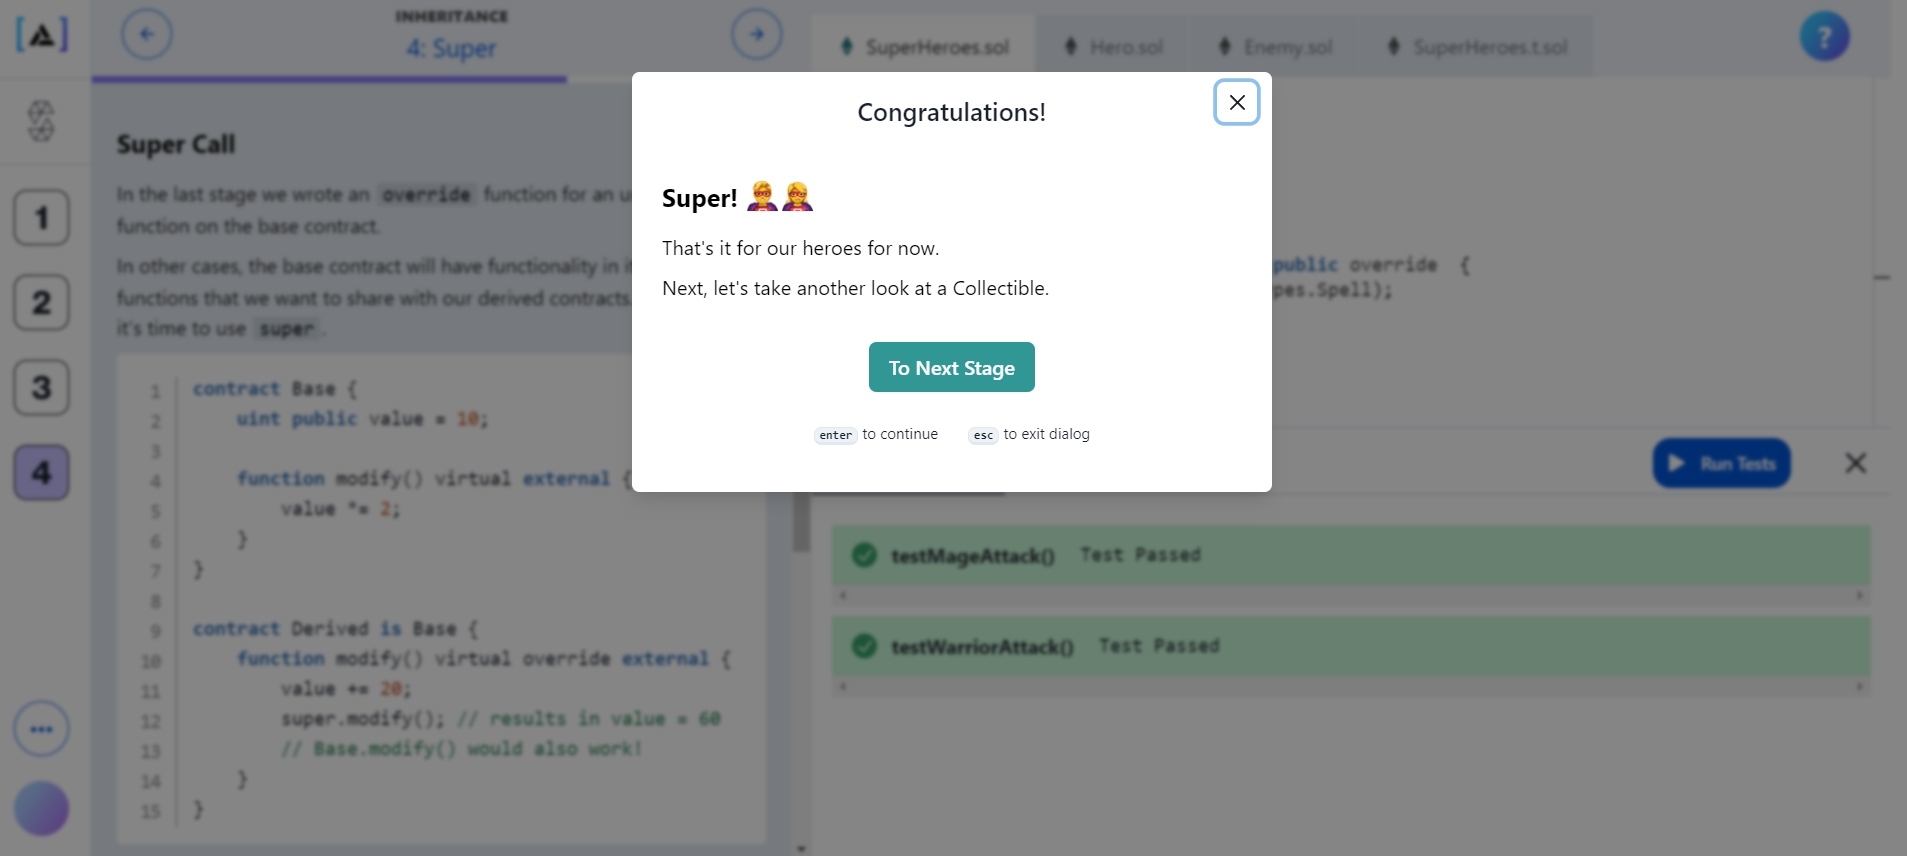 INHERITANCE
4: Super
SuperHeroes.sol
Hero.sol
Enemy.sol
SuperHeroes.t.sol
?
1
2
3
4
Super Call
In the last stage we wrote an override function for an
function on the base contract.
In other cases, the base contract will have functionality in
functions that we want to share with our derived contracts.
it's time to use super.
1 contract Base {
2 uint public value = 10;
3
4 function modify() virtual external {
5 value *= 2;
6 }
7 }
8
9 contract Derived is Base {
10 function modify() virtual override external {
11 value += 20;
12 super.modify(); // results in value = 60
13 // Base.modify() would also work!
14 }
15 }
Congratulations!
Super!
That's it for our heroes for now.
Next, let's take another look at a Collectible.
To Next Stage
enter to continue esc to exit dialog
public override {
pes.Spell);
Run Tests
testMageAttack() Test Passed
testWarriorAttack() Test Passed